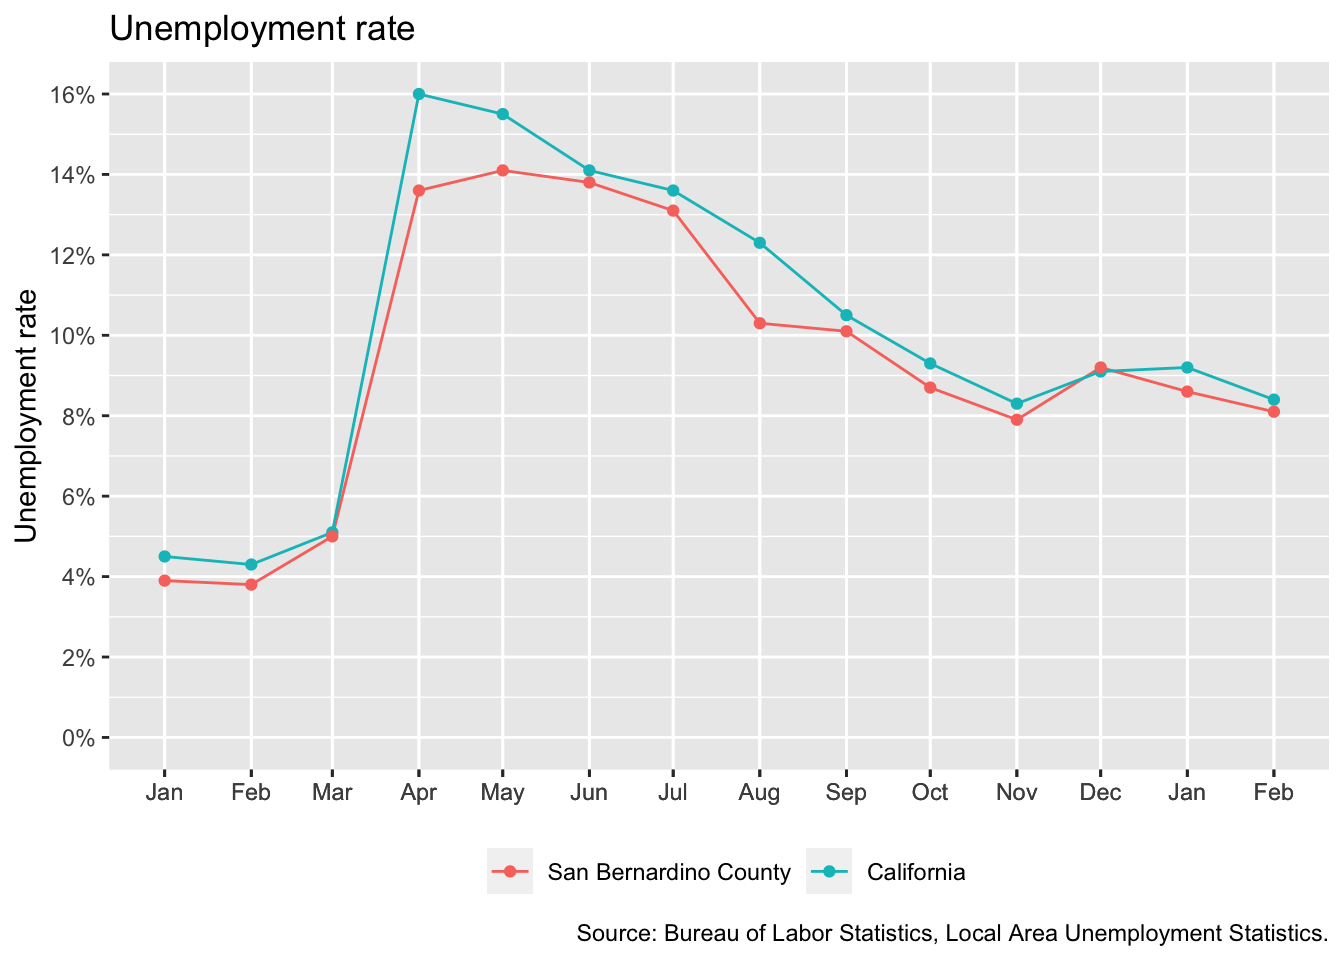 Unemployment rate
Unemployment rate
16%
14%
12%
10%
8%
6%
4%
2%
0%
Jan Feb Mar Apr May Jun Jul Aug Sep Oct Nov Dec Jan Feb
San Bernardino County California
Source: Bureau of Labor Statistics, Local Area Unemployment Statistics.